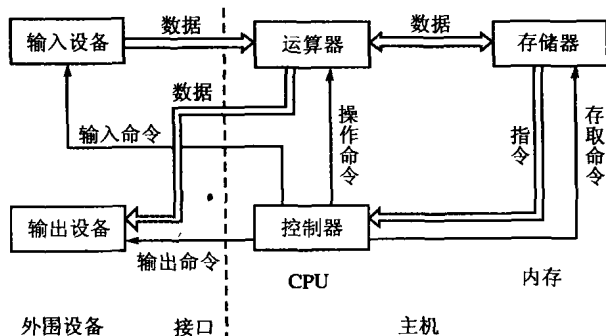 数据
数据
输入设备
运算器
存储器
数据
输入命令
操作命令
指令
存取命令
输出设备
控制器
输出命令
CPU
内存
外围设备
接口
主机